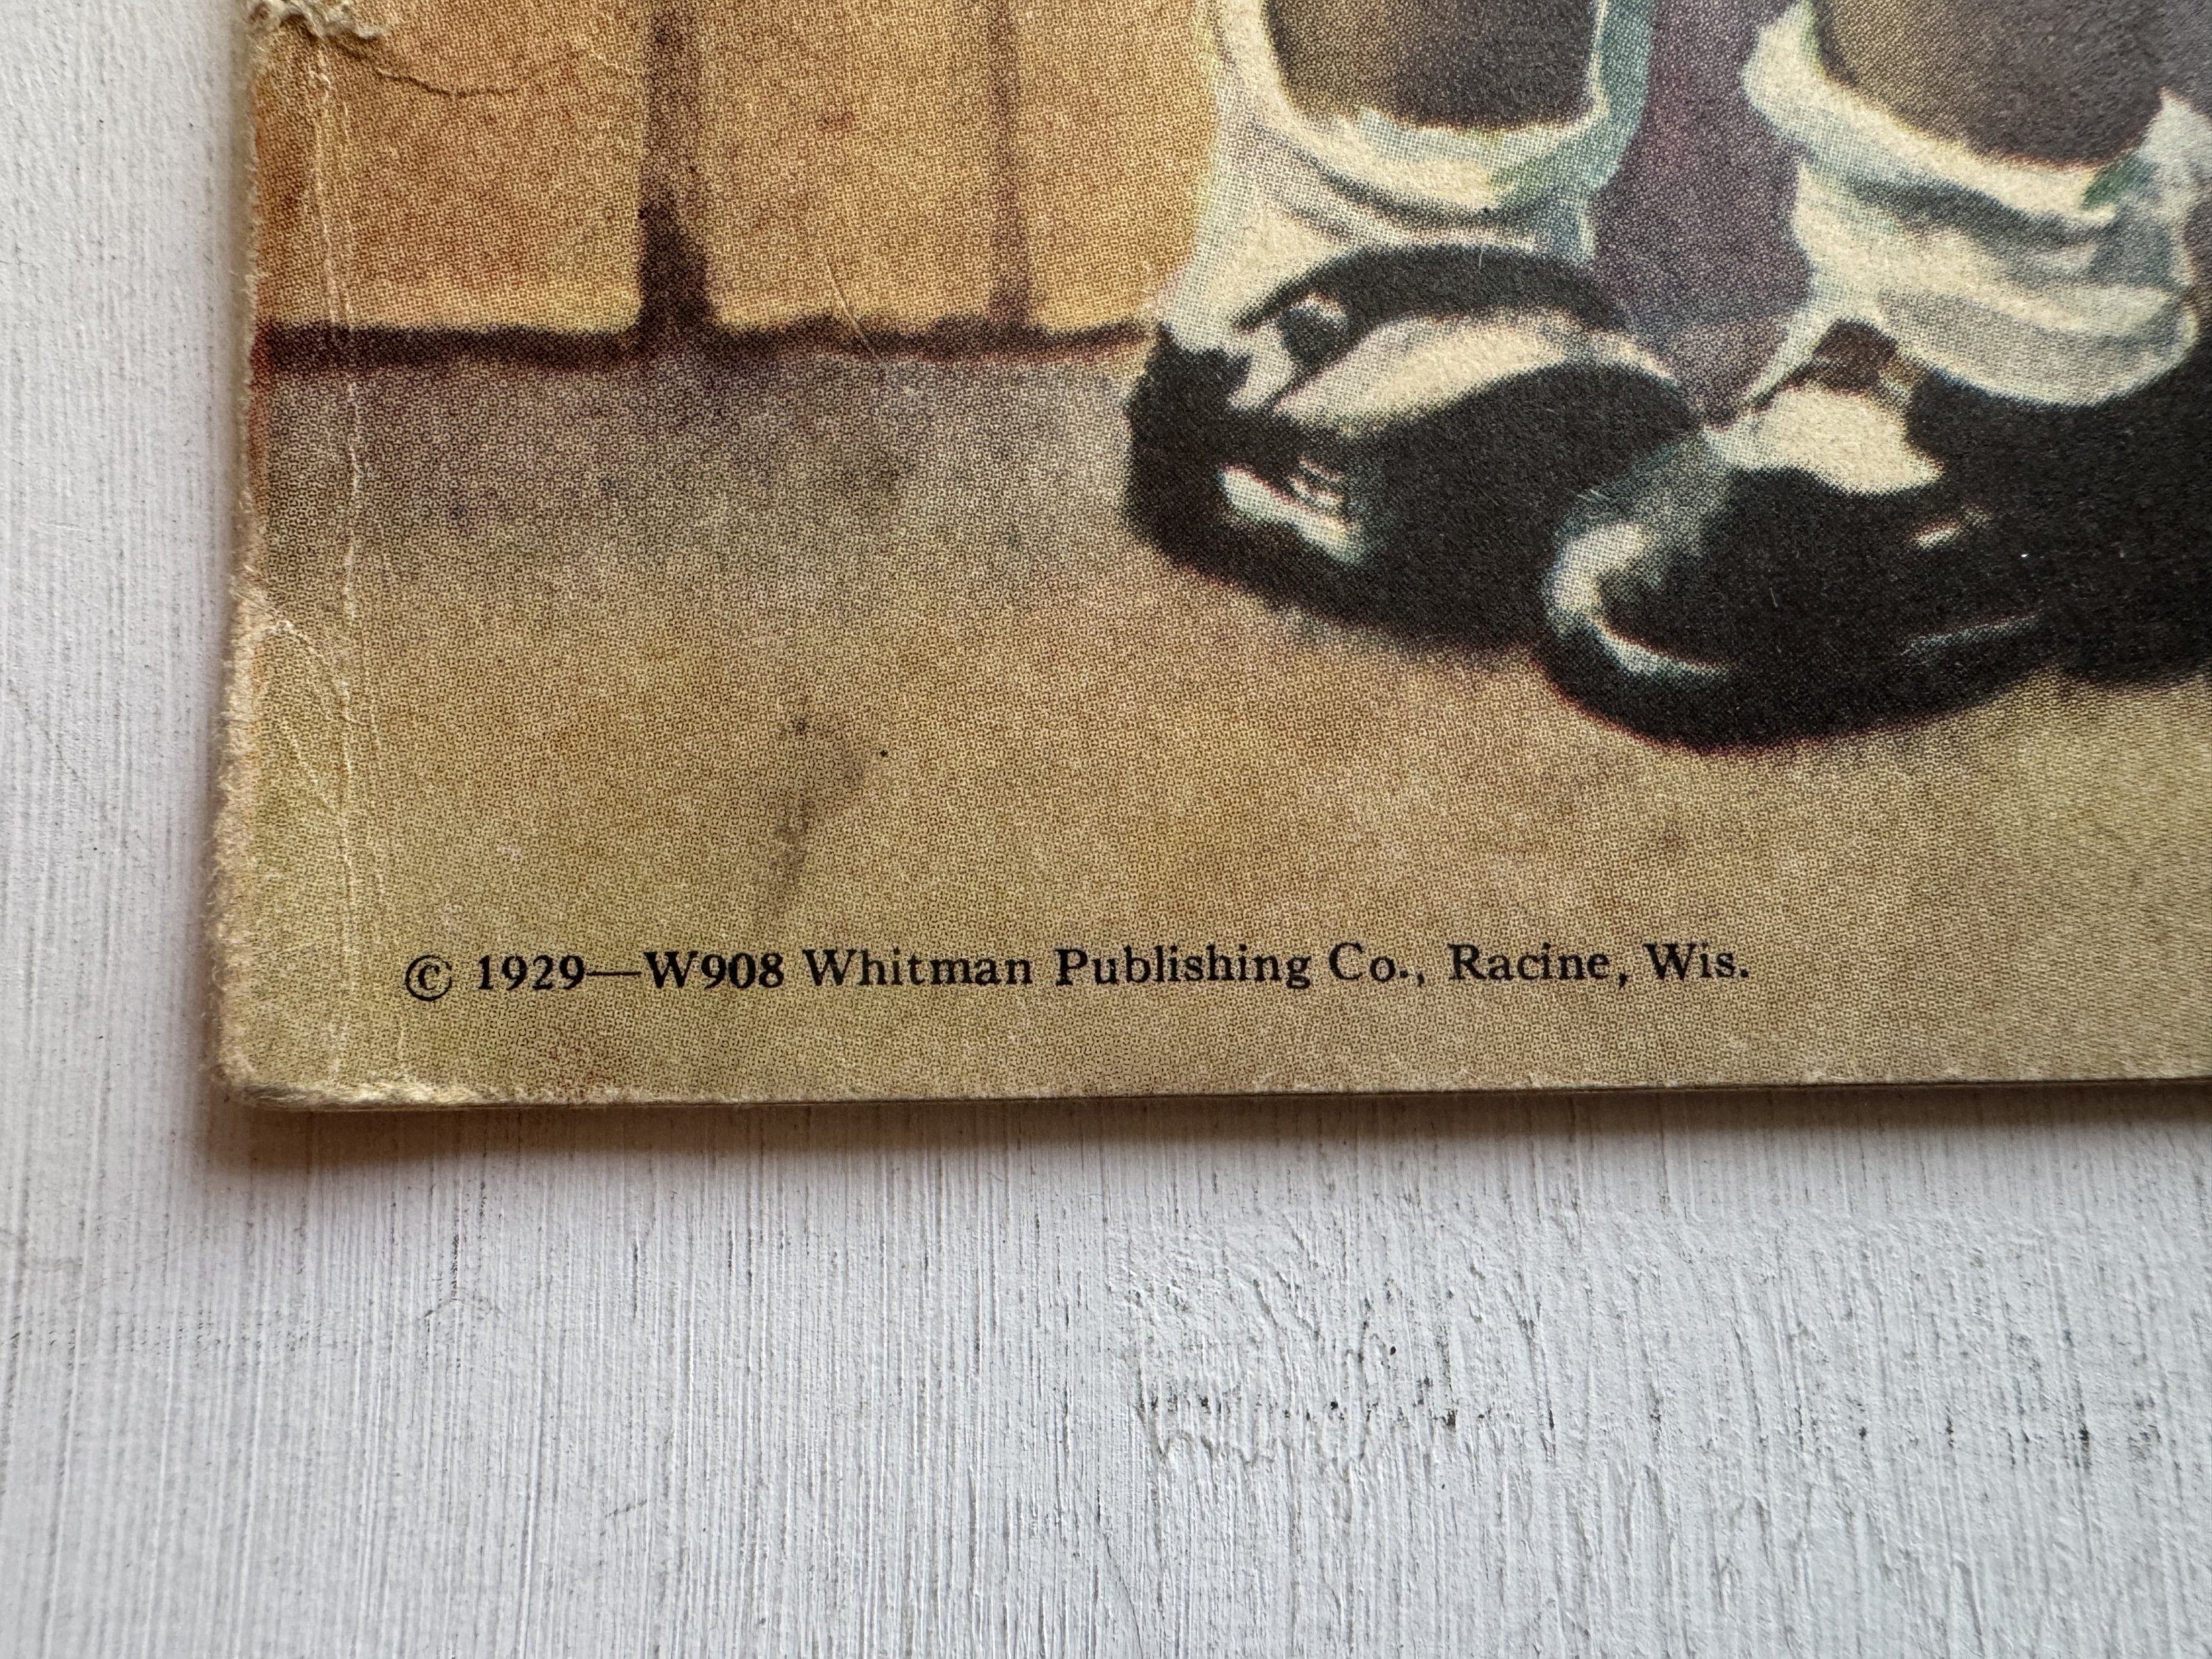 © 1929—W908 Whitman Publishing Co., Racine, Wis.